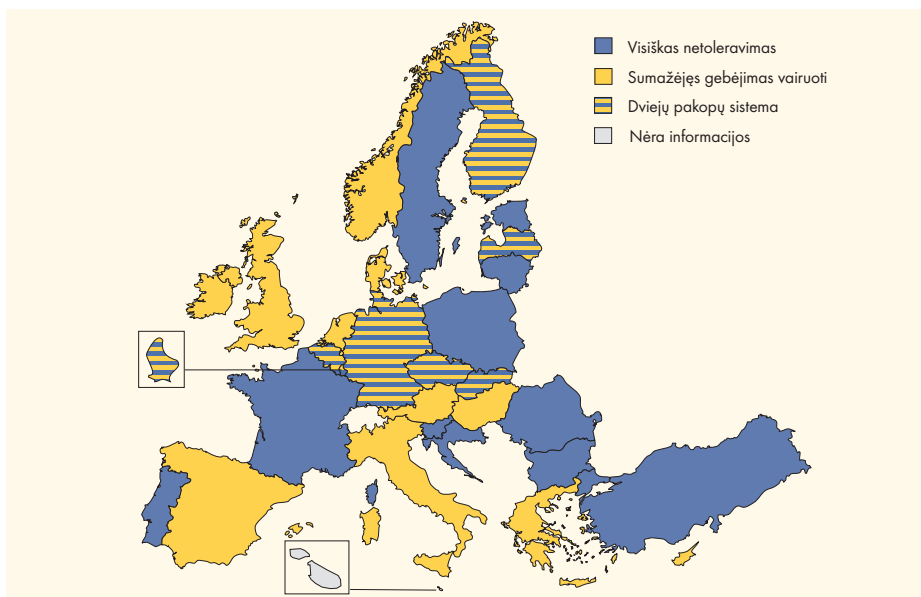 Visiškas netoleravimas
Sumažėjęs gebėjimas vairuoti
Dviejų pakopų sistema
Nėra informacijos